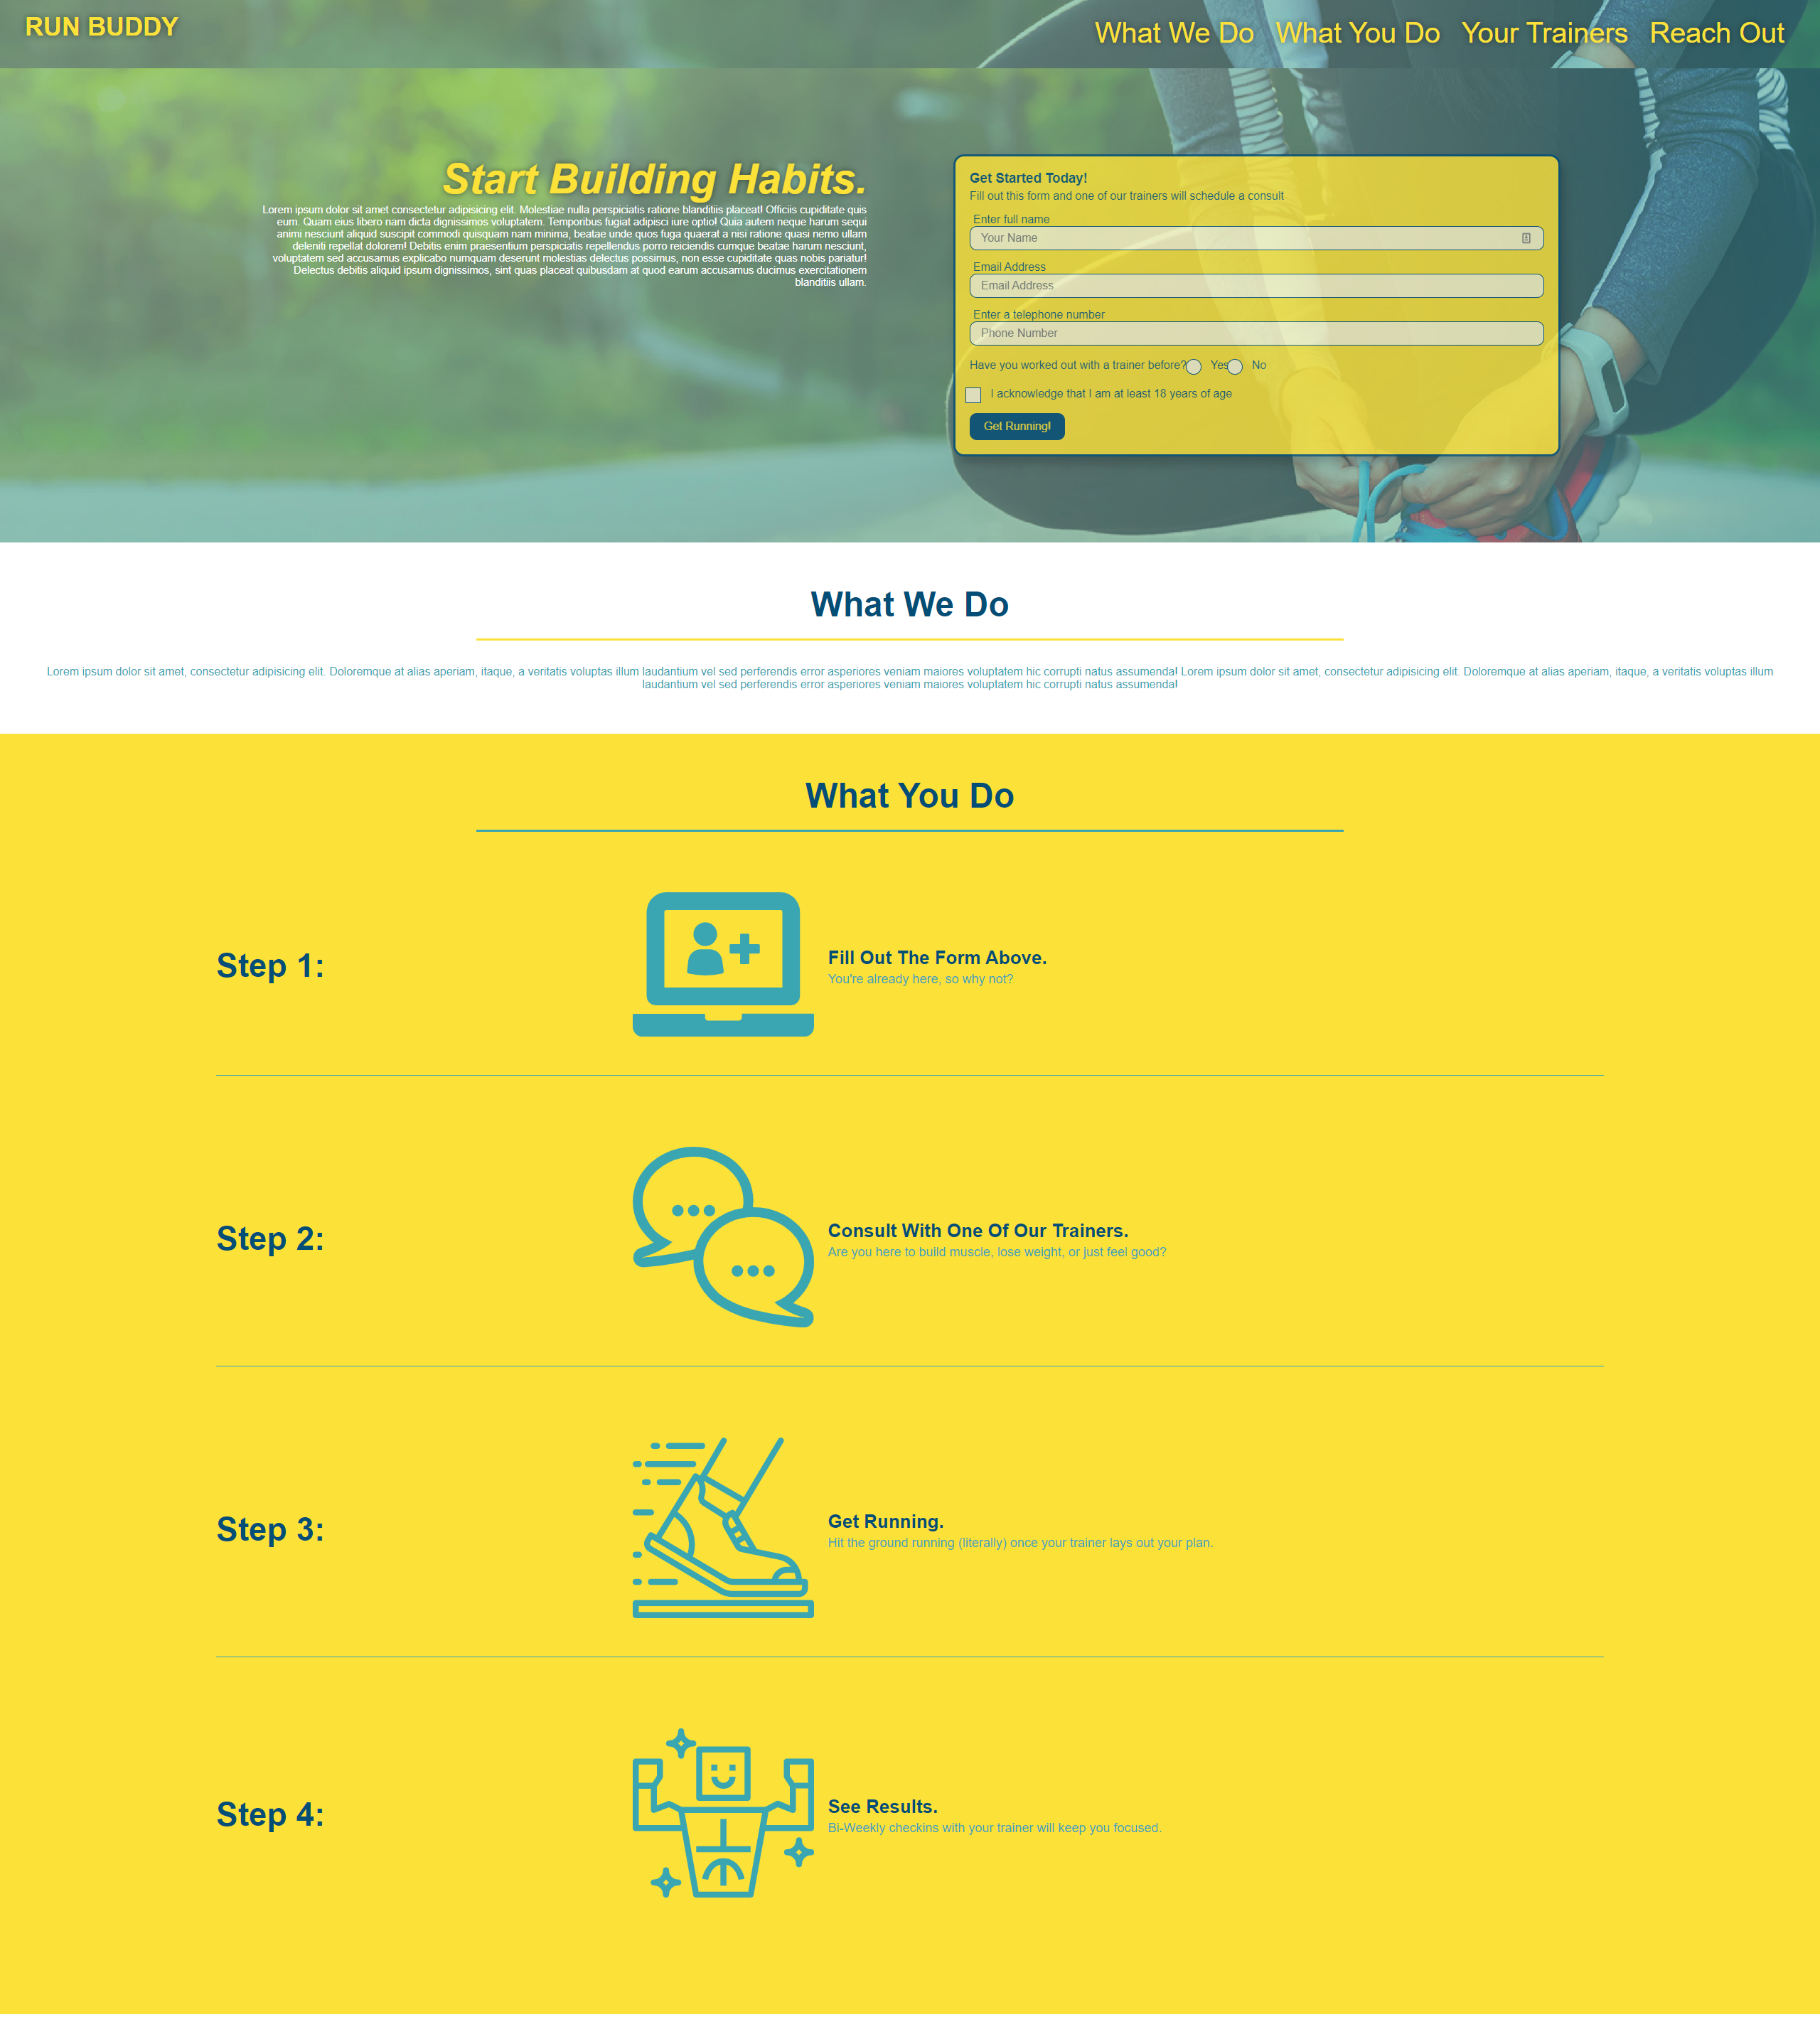 RUN BUDDY
What We Do What You Do Your Trainers Reach Out
Start Building Habits.
Lorem ipsum dolor sit amet consectetur adipisicing elit. Molestiae nulla perspiciatis ratione blanditiis placeat! Officiis cupiditate quis
eum. Quam eius libero nam dicta dignissimos voluptatem. Temporibus fugiat adipisci iure optio! Quia autem neque harum sequi
animi nesciunt aliquid suscipit commodi quisquam nam minima, beatae unde quos fuga quaerat a nisi ratione quasi nemo ullam
deleniti repellat dolorem! Debitis enim praesentium perspiciatis repellendus porro reiciendis cumque beatae harum nesciunt,
voluptatem sed accusamus explicabo numquam deserunt molestias delectus possimus, non esse cupiditate quas nobis pariatur!
Delectus debitis aliquid ipsum dignissimos, sint quas placeat quibusdam at quod earum accusamus ducimus exercitationem
blanditiis ullam.
Get Started Today!
Fill out this form and one of our trainers will schedule a consult
Enter full name
Your Name
Email Address
Email Address
Enter a telephone number
Phone Number
Have you worked out with a trainer before? Yes No
I acknowledge that I am at least 18 years of age
Get Running!
What We Do
Lorem ipsum dolor sit amet, consectetur adipisicing elit. Doloremque at alias aperiam, itaque, a veritatis voluptas illum laudantium vel sed perferendis error asperiores veniam maiores voluptatem hic corrupti natus assumenda! Lorem ipsum dolor sit amet, consectetur adipisicing elit. Doloremque at alias aperiam, itaque, a veritatis voluptas illum
laudantium vel sed perferendis error asperiores veniam maiores voluptatem hic corrupti natus assumenda!
What You Do
Step 1:
Fill Out The Form Above.
You're already here, so why not?
Step 2:
Consult With One Of Our Trainers.
Are you here to build muscle, lose weight, or just feel good?
Step 3:
Get Running.
Hit the ground running (literally) once your trainer lays out your plan.
Step 4:
See Results.
Bi-Weekly checkins with your trainer will keep you focused.